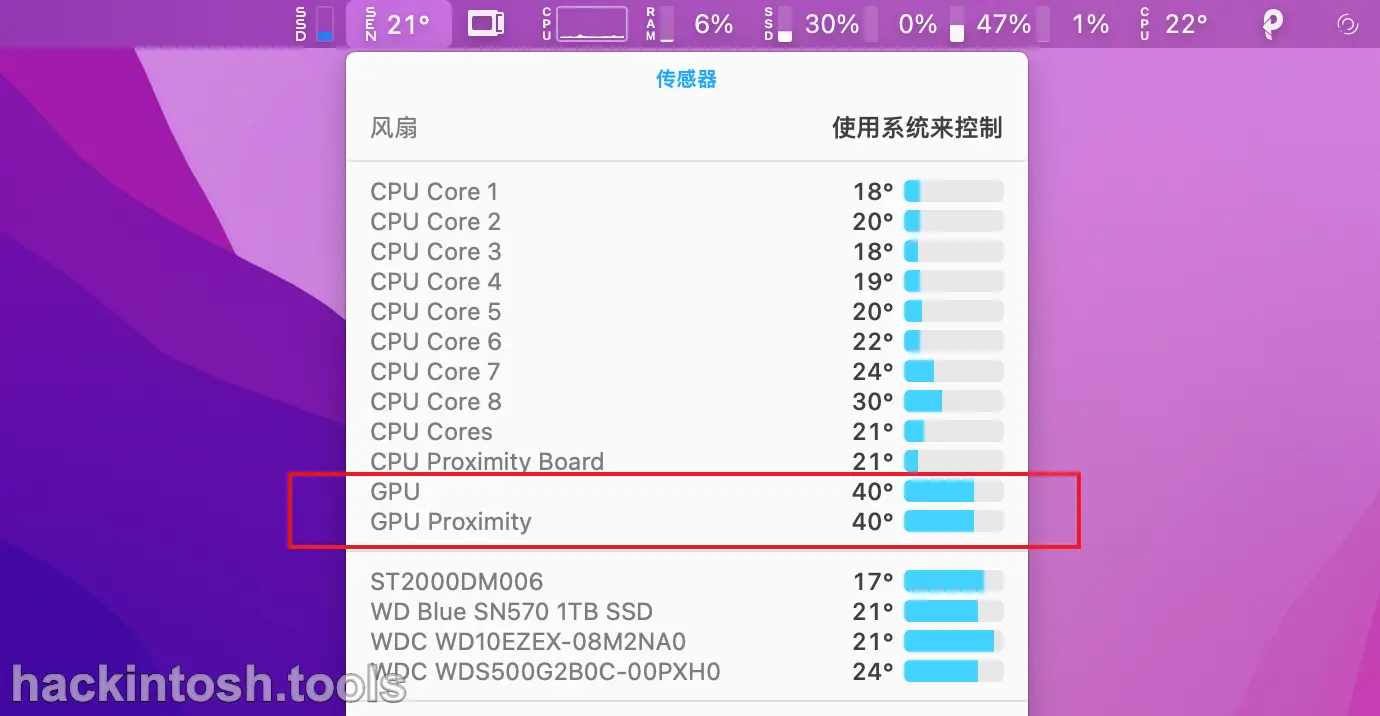 SSD SEN 21° CPU RAM 6% SSD 30% 0% 47% 1% CPU 22°
传感器
风扇 使用系统来控制
CPU Core 1 18°
CPU Core 2 20°
CPU Core 3 18°
CPU Core 4 19°
CPU Core 5 20°
CPU Core 6 22°
CPU Core 7 24°
CPU Core 8 30°
CPU Cores 21°
CPU Proximity Board 21°
GPU 40°
GPU Proximity 40°
ST2000DM006 17°
WD Blue SN570 1TB SSD 21°
WDC WD10EZEX-08M2NA0 21°
WDC WDS500G2B0C-00PXH0 24°
hackintosh.tools